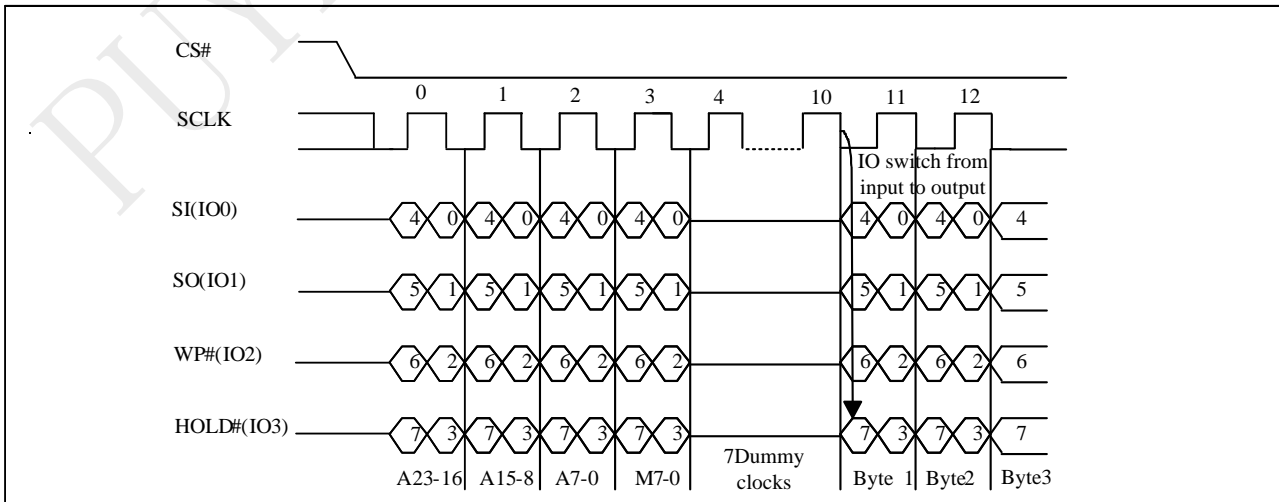 PUY
CS#
0 1 2 3 4 10 11 12
SCLK
IO switch from
input to output
SI(IO0) 4 0 4 0 4 0 4 0 4 0 4 0 4
SO(IO1) 5 1 5 1 5 1 5 1 5 1 5 1 5
WP#(IO2) 6 2 6 2 6 2 6 2 6 2 6 2 6
HOLD#(IO3) 7 3 7 3 7 3 7 3 7 3 7 3 7
A23-16 A15-8 A7-0 M7-0 7Dummy clocks Byte 1 Byte2 Byte3